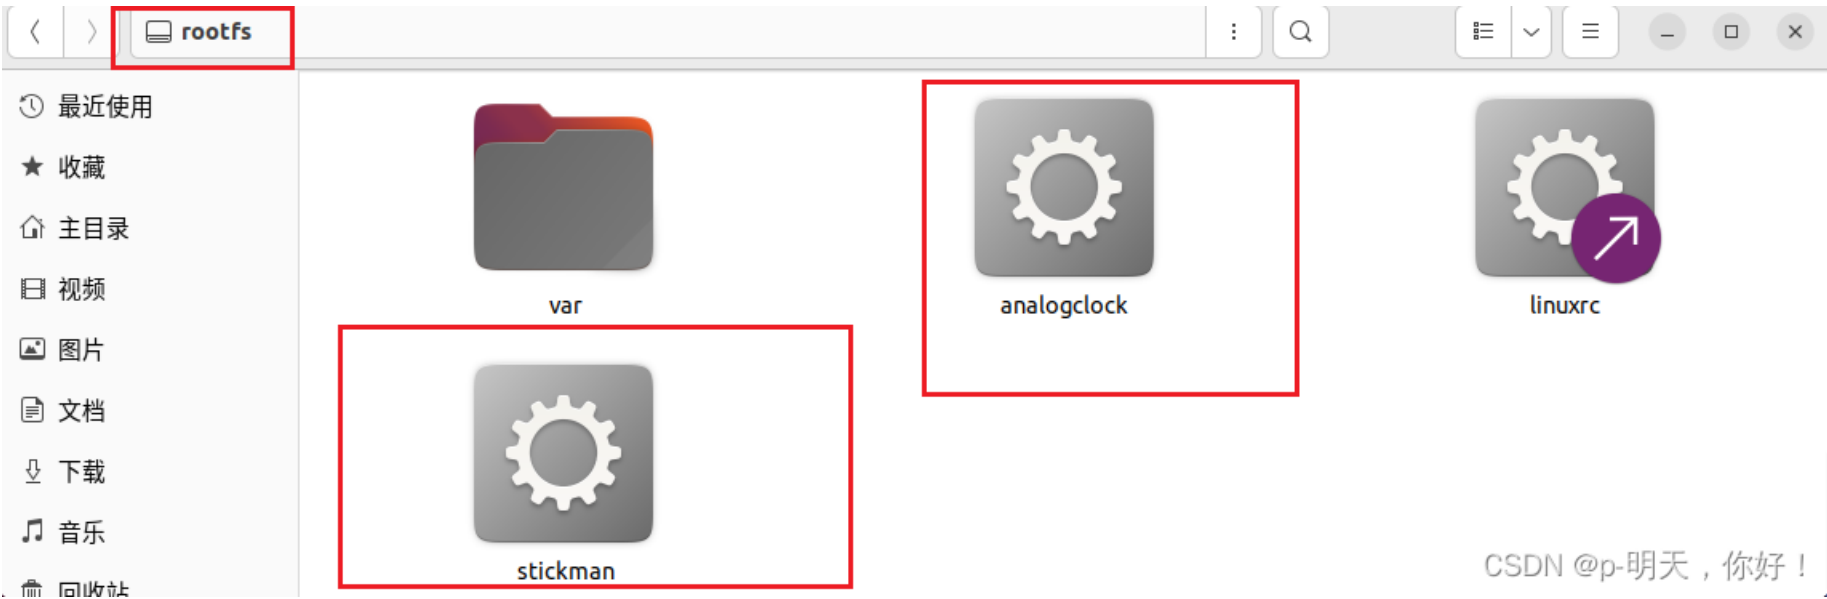 rootfs
最近使用
收藏
主目录
视频
图片
文档
下载
音乐
回收站
var
analogclock
linuxrc
stickman
CSDN @p-明天，你好！